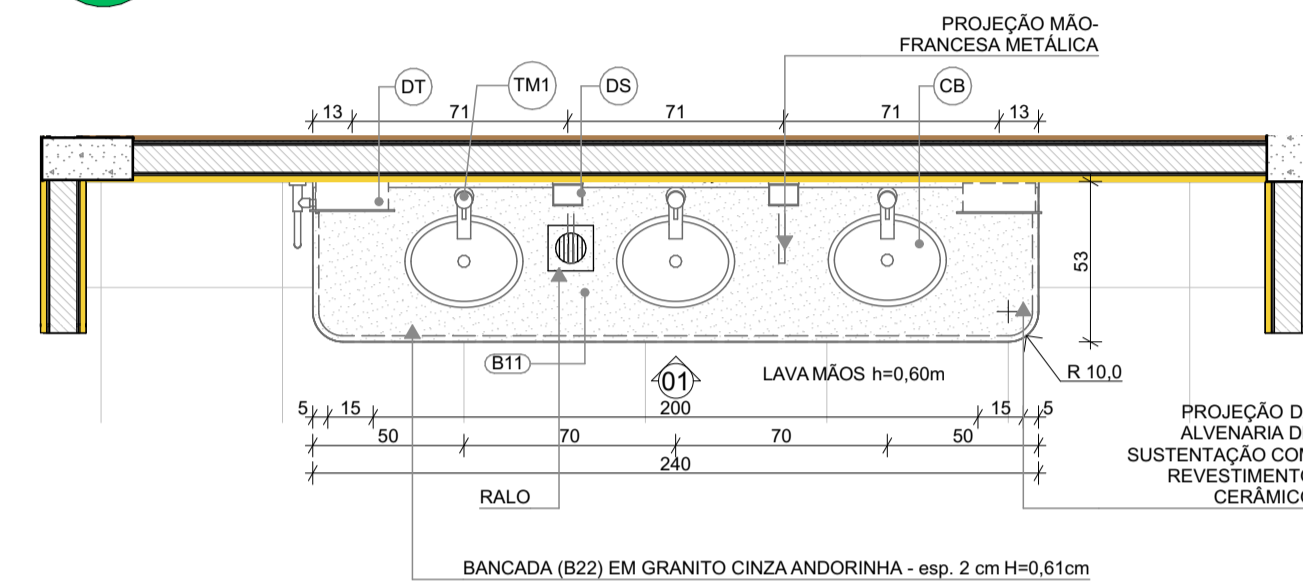 PROJEÇÃO MÃO-
FRANCESA METÁLICA
DT
TM1
DS
CB
13
71
71
71
13
53
B11
01
LAVA MÃOS h=0,60m
R 10,0
5
15
200
15
5
50
70
70
50
240
PROJEÇÃO D
ALVENARIA D
SUSTENTAÇÃO CO
REVESTIMENT
CERÂMIC
RALO
BANCADA (B22) EM GRANITO CINZA ANDORINHA - esp. 2 cm H=0,61cm